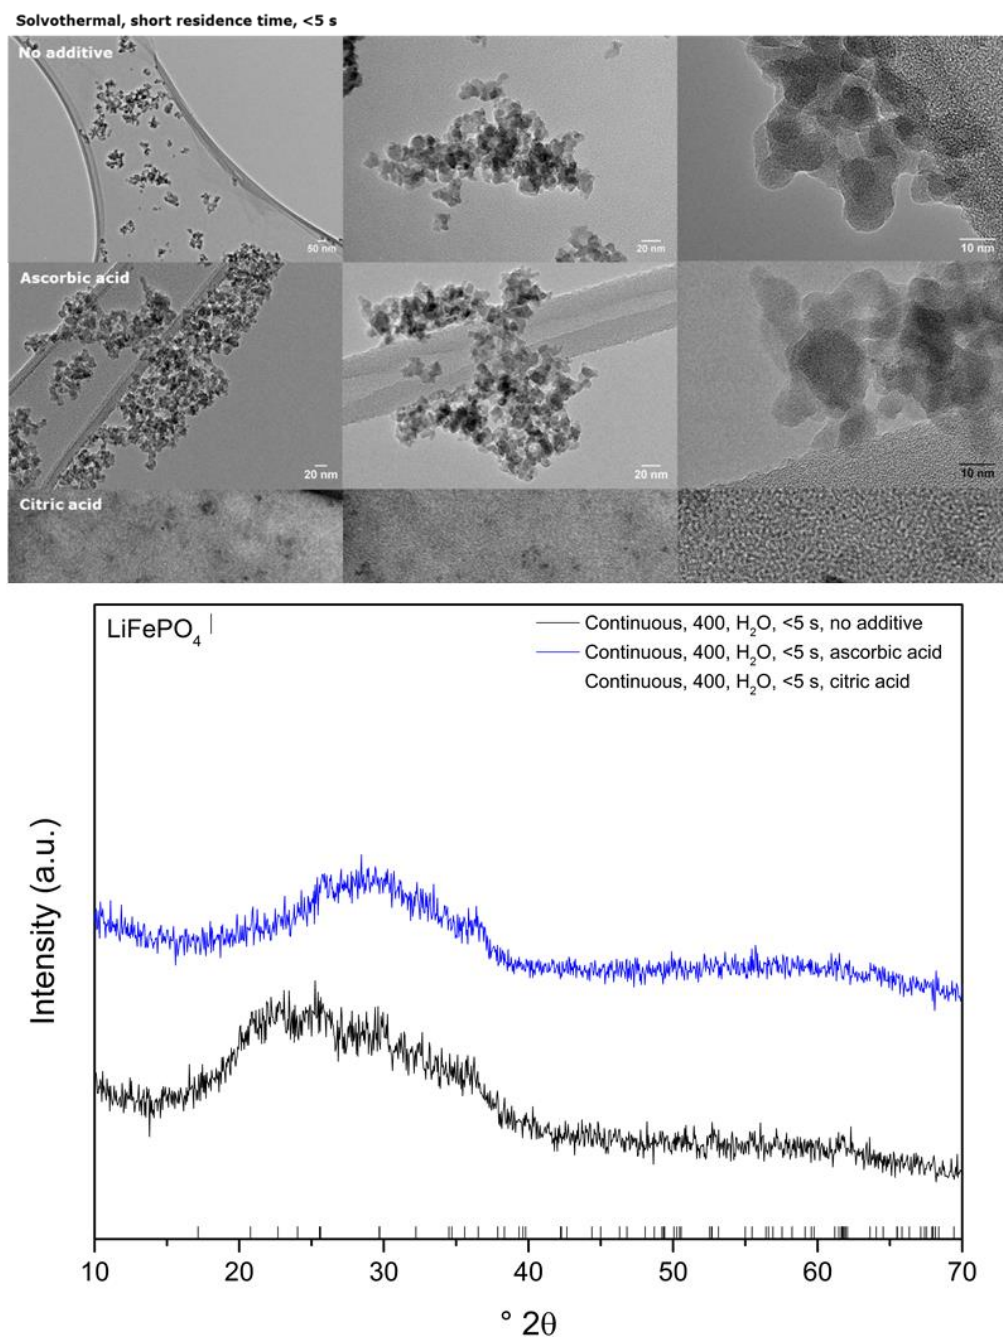 Solvothermal, short residence time, <5 s
No additive
50 nm
20 nm
10 nm
Ascorbic acid
20 nm
20 nm
10 nm
Citric acid
LiFePO₄ |
Continuous, 400, H₂O, <5 s, no additive
Continuous, 400, H₂O, <5 s, ascorbic acid
Continuous, 400, H₂O, <5 s, citric acid
Intensity (a.u.)
10 20 30 40 50 60 70
° 2θ